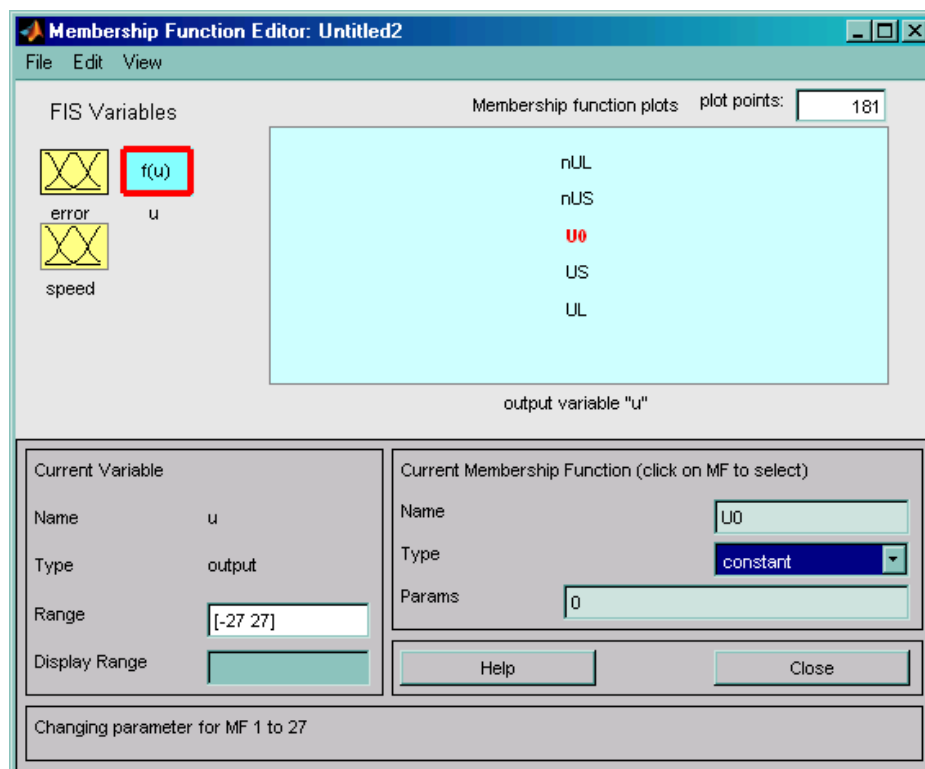 Membership Function Editor: Untitled2
File Edit View
FIS Variables
Membership function plots plot points: 181
f(u)
error u
speed
nUL
nUS
U0
US
UL
output variable "u"
Current Variable
Name u
Type output
Range [-27 27]
Display Range
Current Membership Function (click on MF to select)
Name U0
Type constant
Params 0
Help Close
Changing parameter for MF 1 to 27